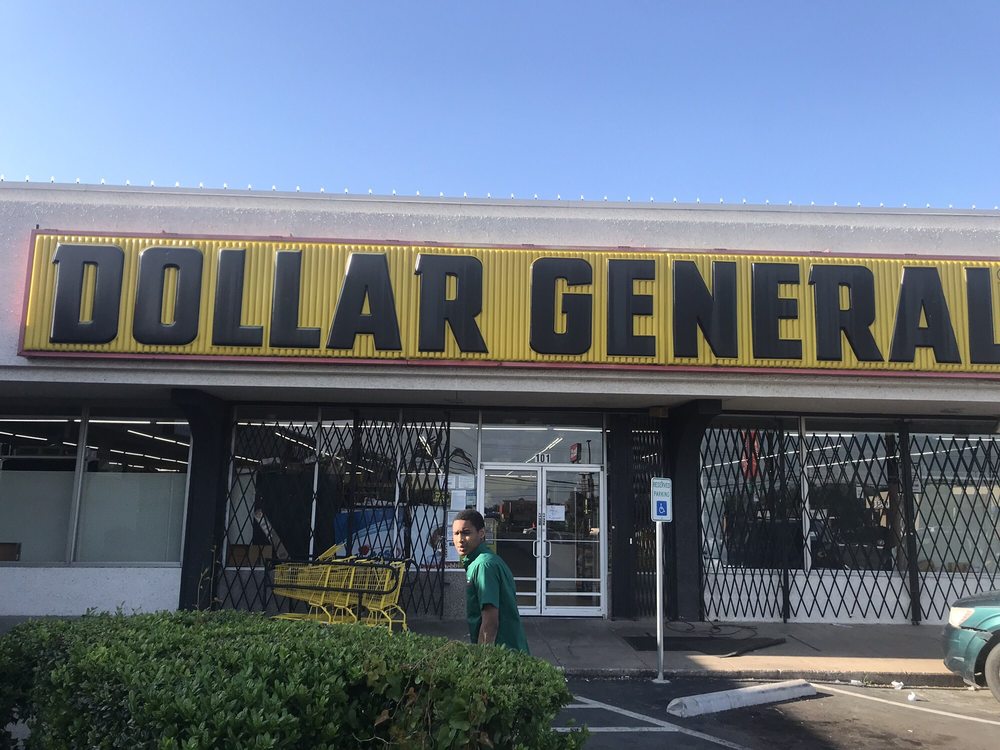 DOLLAR GENERAL
101
RESERVED
PARKING